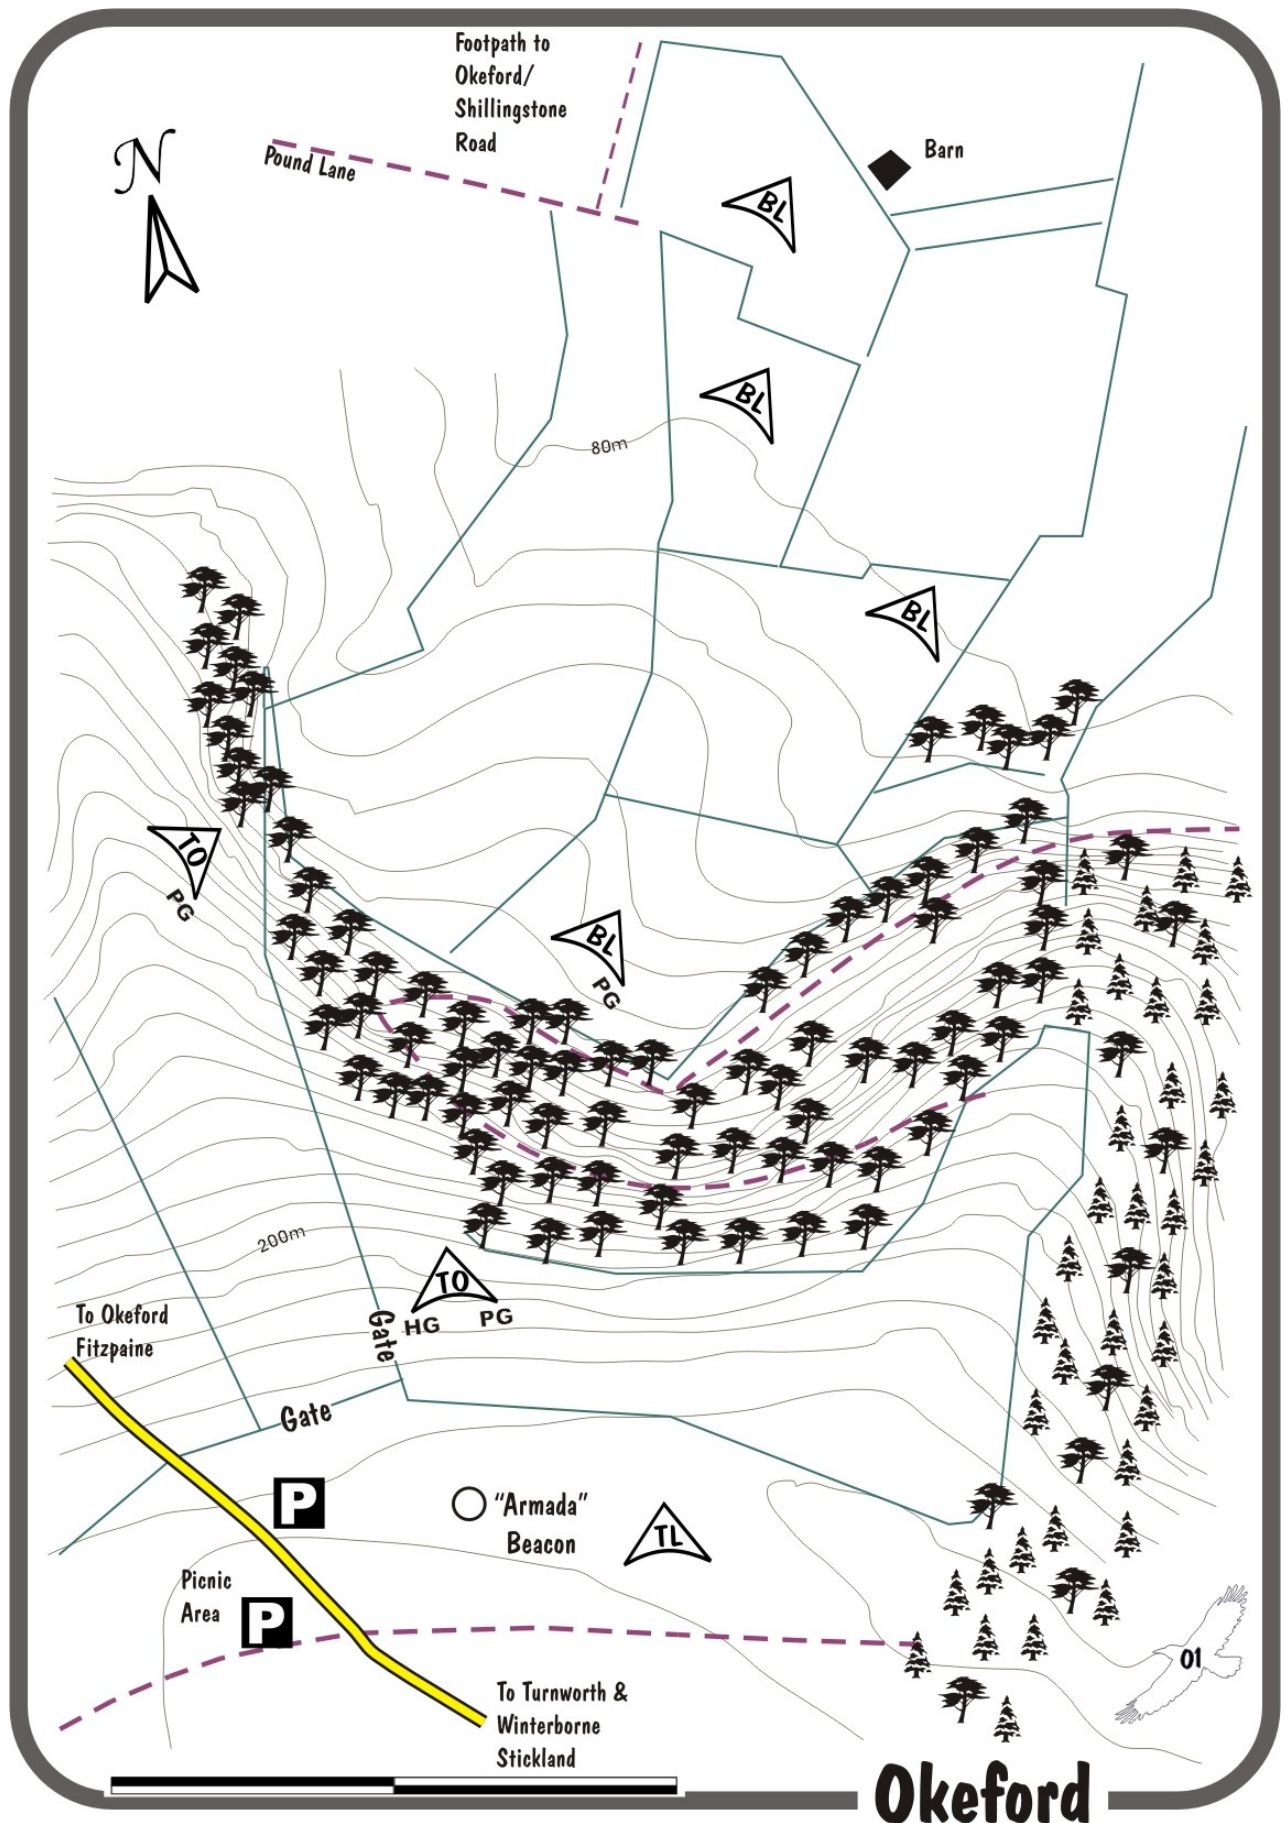 Footpath to
Okeford/
Shillingstone
Road
N
Pound Lane
Barn
BL
BL
80m
BL
TO
PG
BL
PG
200m
TO
HG PG
To Okeford
Fitzpaine
Gate
Gate
P
"Armada"
Beacon
TL
Picnic
Area
P
01
To Turnworth &
Winterborne
Stickland
Okeford